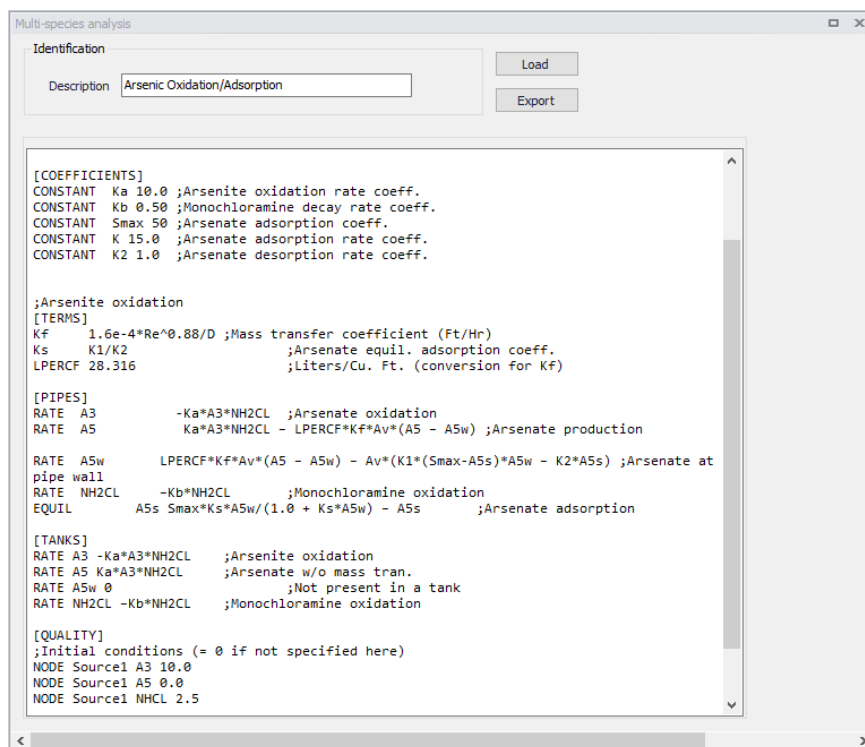 Multi-species analysis
Identification
Description Arsenic Oxidation/Adsorption
Load
Export
[COEFFICIENTS]
CONSTANT Ka 10.0 ;Arsenite oxidation rate coeff.
CONSTANT Kb 0.50 ;Monochloramine decay rate coeff.
CONSTANT Smax 50 ;Arsenate adsorption coeff.
CONSTANT K 15.0 ;Arsenate adsorption rate coeff.
CONSTANT K2 1.0 ;Arsenate desorption rate coeff.
;Arsenite oxidation
[TERMS]
Kf 1.6e-4*Re^0.88/D ;Mass transfer coefficient (Ft/Hr)
Ks K1/K2 ;Arsenate equil. adsorption coeff.
LPERCF 28.316 ;Liters/Cu. Ft. (conversion for Kf)
[PIPES]
RATE A3 -Ka*A3*NH2CL ;Arsenate oxidation
RATE A5 Ka*A3*NH2CL – LPERCF*Kf*Av*(A5 – A5w) ;Arsenate production
RATE A5w LPERCF*Kf*Av*(A5 – A5w) – Av*(K1*(Smax-A5s)*A5w – K2*A5s) ;Arsenate at
pipe wall
RATE NH2CL -Kb*NH2CL ;Monochloramine oxidation
EQUIL A5s Smax*Ks*A5w/(1.0 + Ks*A5w) – A5s ;Arsenate adsorption
[TANKS]
RATE A3 -Ka*A3*NH2CL ;Arsenite oxidation
RATE A5 Ka*A3*NH2CL ;Arsenate w/o mass tran.
RATE A5w 0 ;Not present in a tank
RATE NH2CL -Kb*NH2CL ;Monochloramine oxidation
[QUALITY]
;Initial conditions (= 0 if not specified here)
NODE Source1 A3 10.0
NODE Source1 A5 0.0
NODE Source1 NHCL 2.5